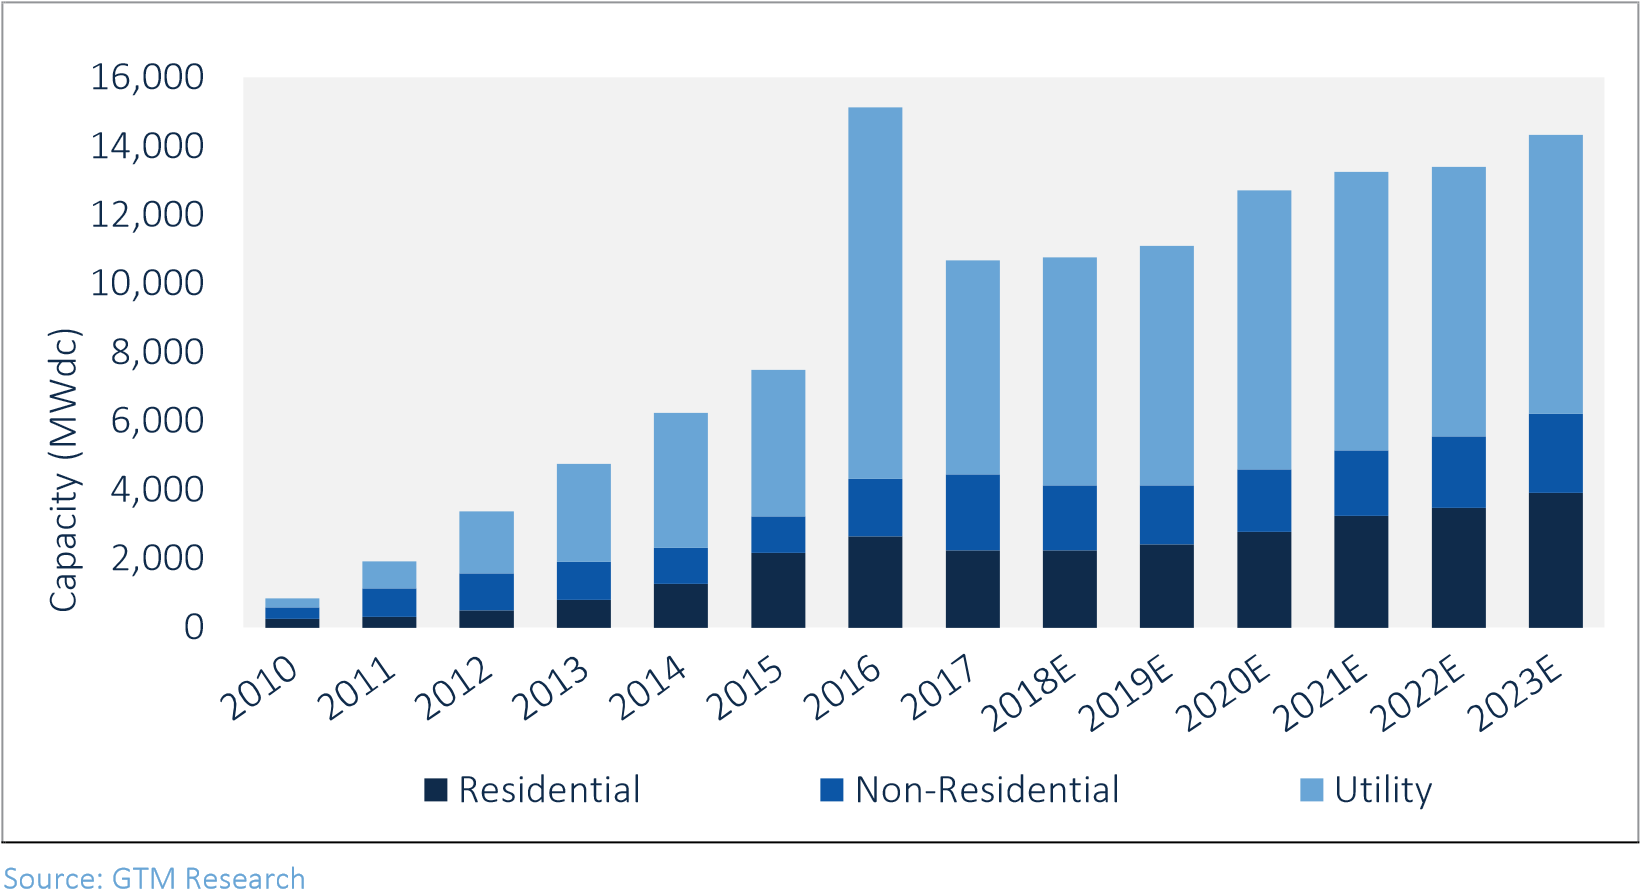 16,000
14,000
12,000
10,000
8,000
6,000
4,000
2,000
0
Capacity (MWdc)
2010 2011 2012 2013 2014 2015 2016 2017 2018E 2019E 2020E 2021E 2022E 2023E
Residential Non-Residential Utility
Source: GTM Research